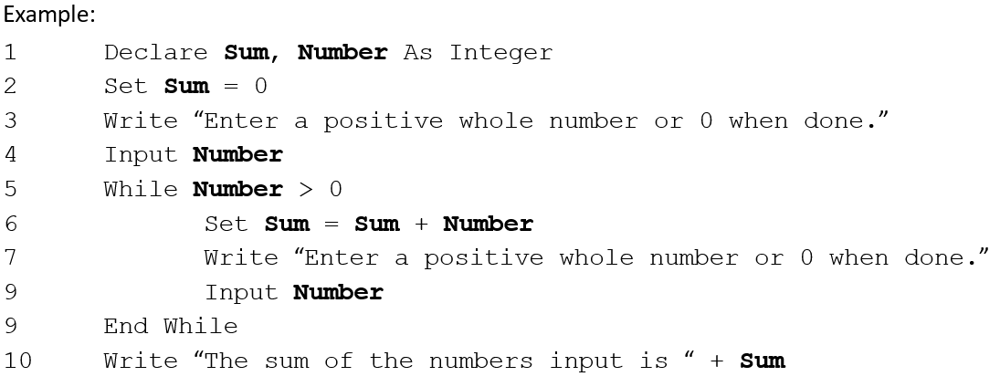 Example:
1 Declare Sum, Number As Integer
2 Set Sum = 0
3 Write “Enter a positive whole number or 0 when done.”
4 Input Number
5 While Number > 0
6 Set Sum = Sum + Number
7 Write “Enter a positive whole number or 0 when done.”
9 Input Number
9 End While
10 Write “The sum of the numbers input is “ + Sum